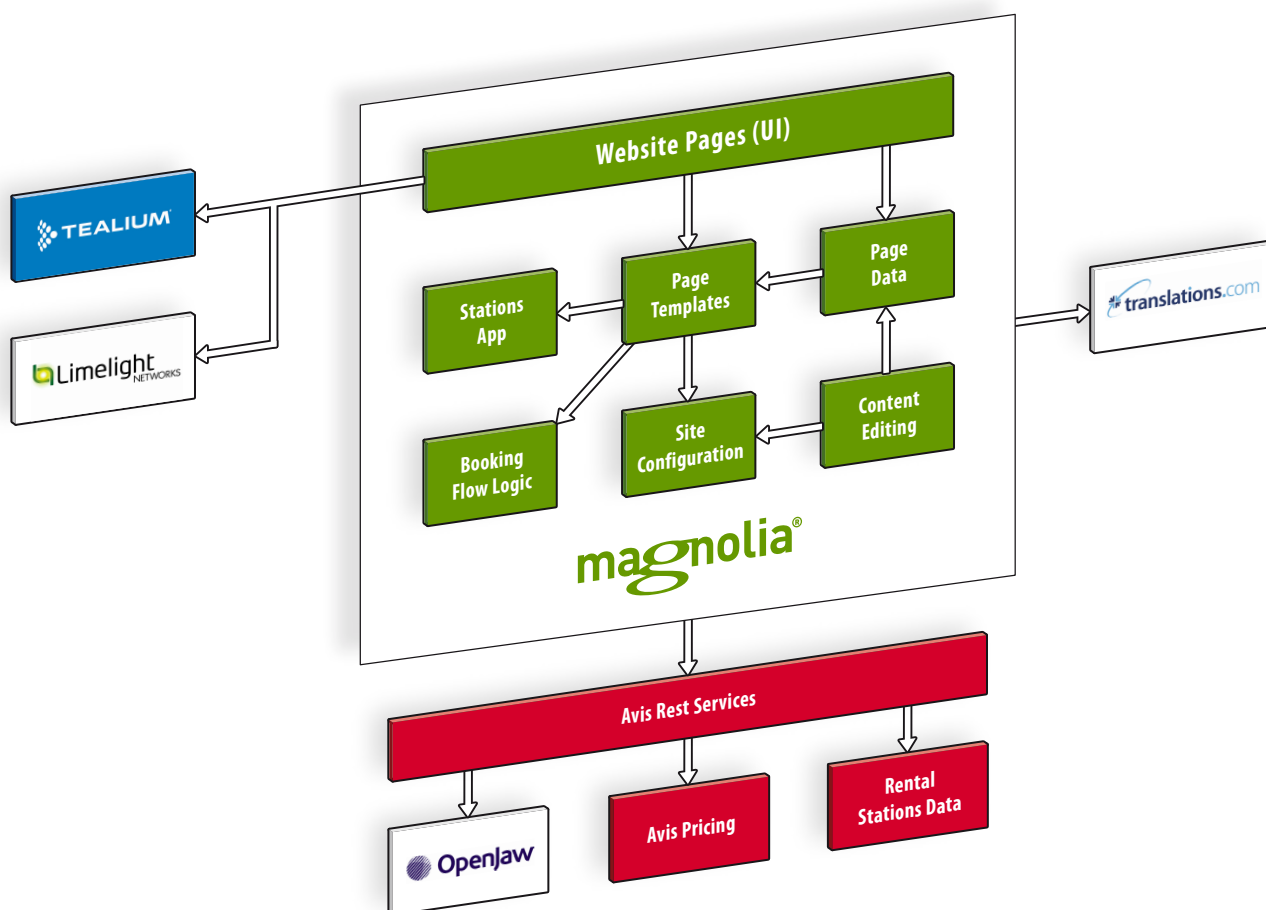 Website Pages (UI)
TEALIUM
Page
Data
Page
Templates
Stations
App
translations.com
Limelight
NETWORKS
Content
Editing
Site
Configuration
Booking
Flow Logic
magnolia®
Avis Rest Services
Rental
Stations Data
Avis Pricing
OpenJaw